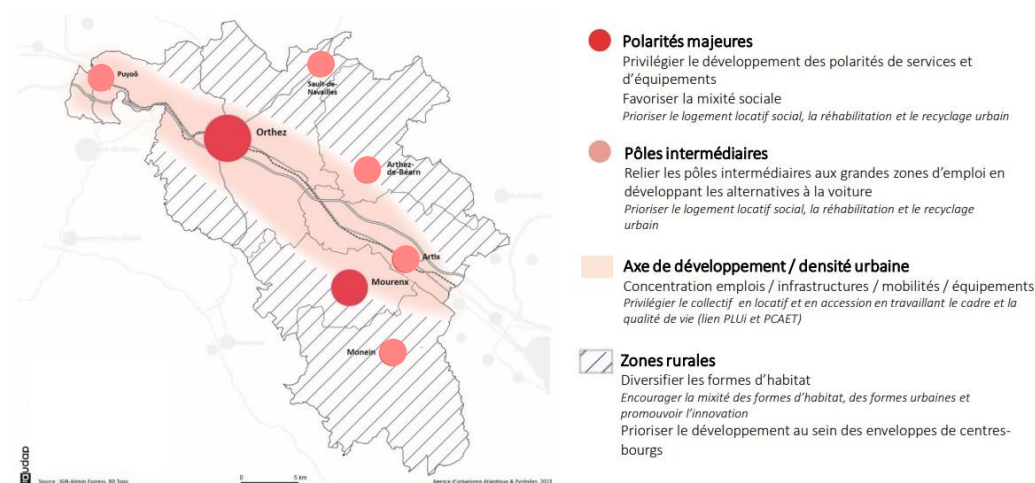 Puyoô
Sault-de-
Navailles
Orthez
Arthez-
de-Béarn
Artix
Mourenx
Monein
audap
Source : IGN-Admin Express, BD Topo
0 5 km
Agence d'urbanisme Atlantique & Pyrénées, 2023
Polarités majeures
Privilégier le développement des polarités de services et
d'équipements
Favoriser la mixité sociale
Prioriser le logement locatif social, la réhabilitation et le recyclage urbain
Pôles intermédiaires
Relier les pôles intermédiaires aux grandes zones d'emploi en
développant les alternatives à la voiture
Prioriser le logement locatif social, la réhabilitation et le recyclage
urbain
Axe de développement / densité urbaine
Concentration emplois / infrastructures / mobilités / équipements
Privilégier le collectif en locatif et en accession en travaillant le cadre et la
qualité de vie (lien PLUi et PCAET)
Zones rurales
Diversifier les formes d'habitat
Encourager la mixité des formes d'habitat, des formes urbaines et
promouvoir l'innovation
Prioriser le développement au sein des enveloppes de centres-
bourgs